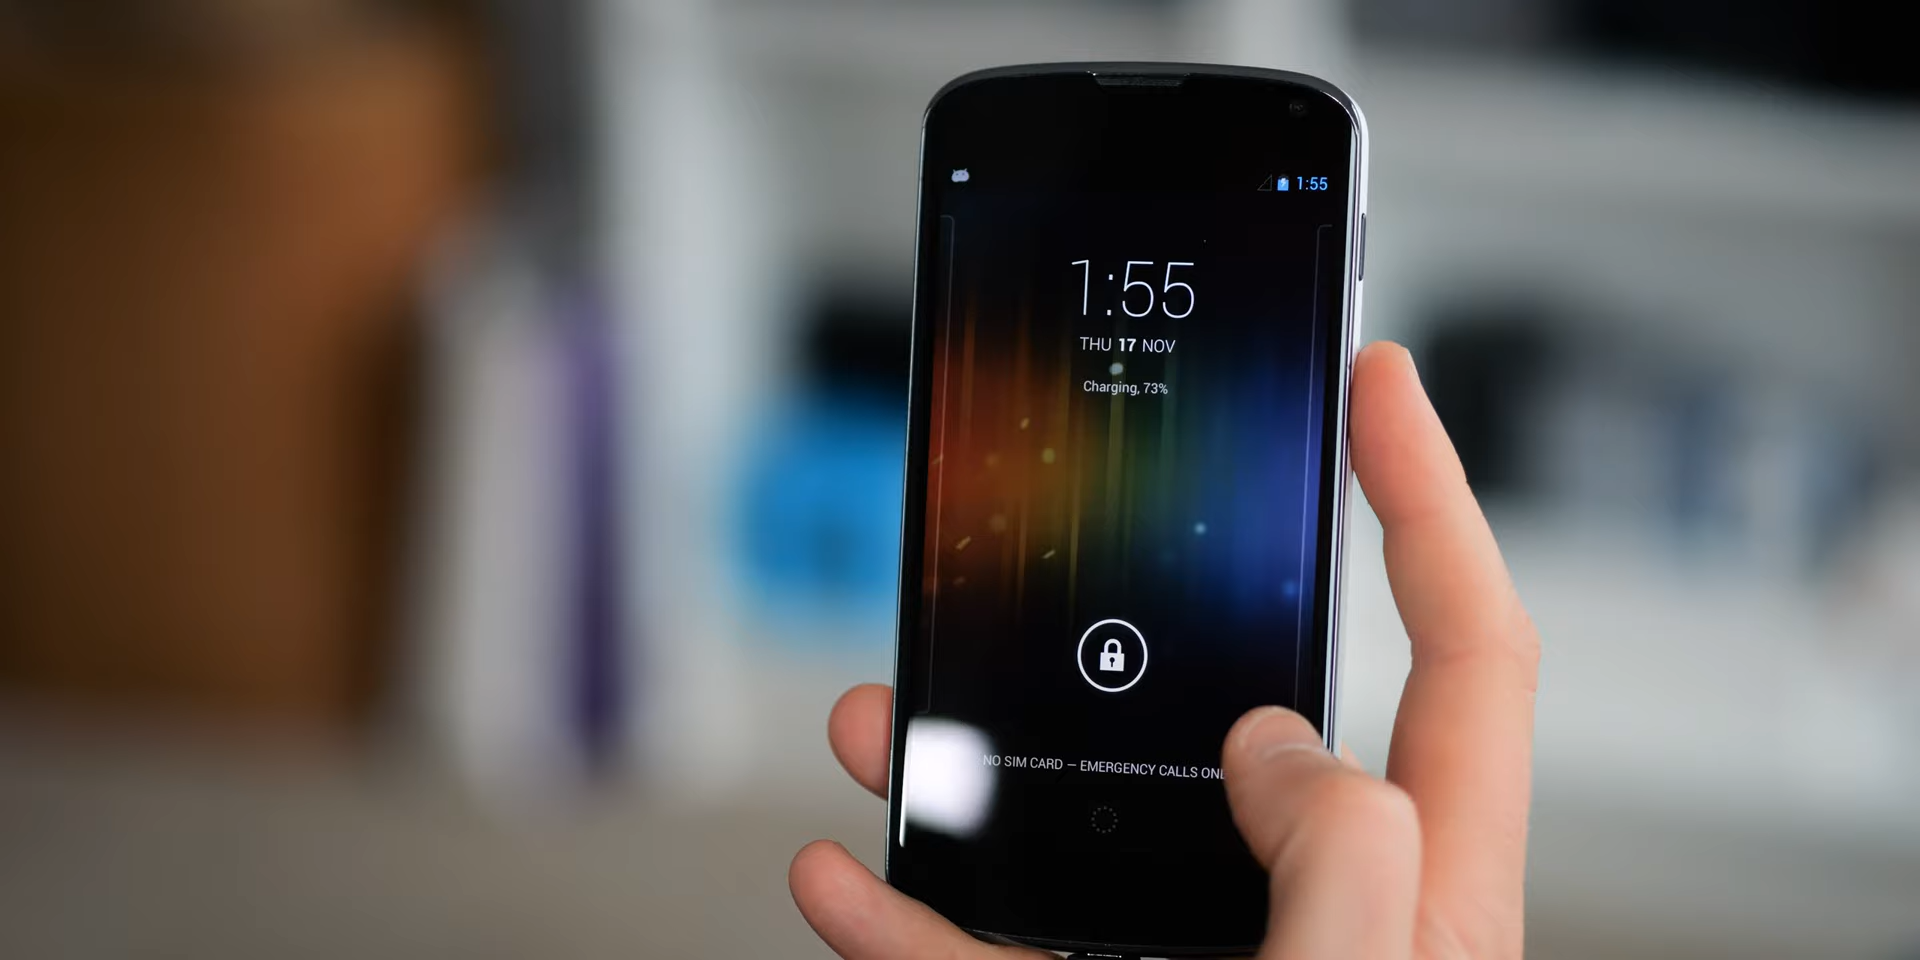 1:55
1:55
THU 17 NOV
Charging, 73%
NO SIM CARD — EMERGENCY CALLS